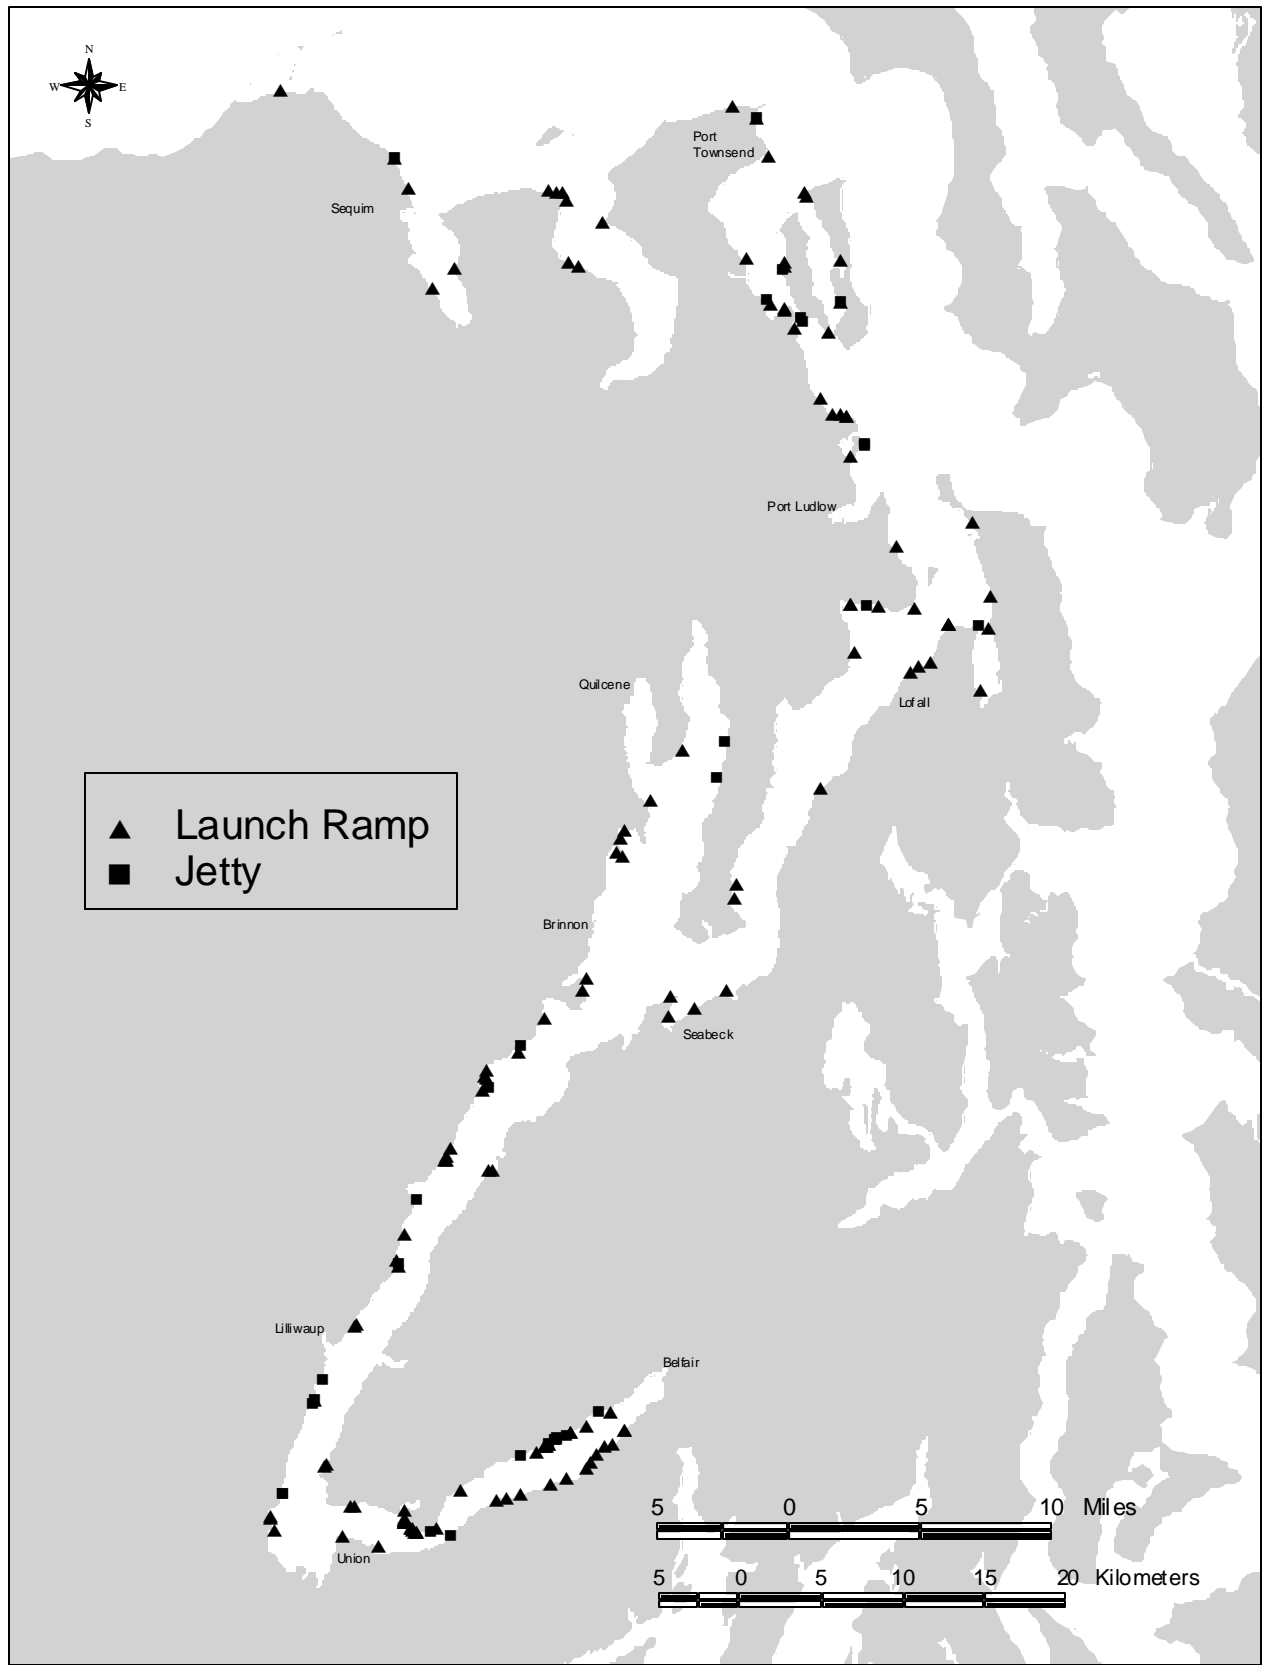 N
W E
S
Port
Townsend
Sequim
Port Ludlow
Quilcene
Lofall
Launch Ramp
Jetty
Brinnon
Seabeck
Lilliwaup
Belfair
5 0 5 10 Miles
Union
5 0 5 10 15 20 Kilometers